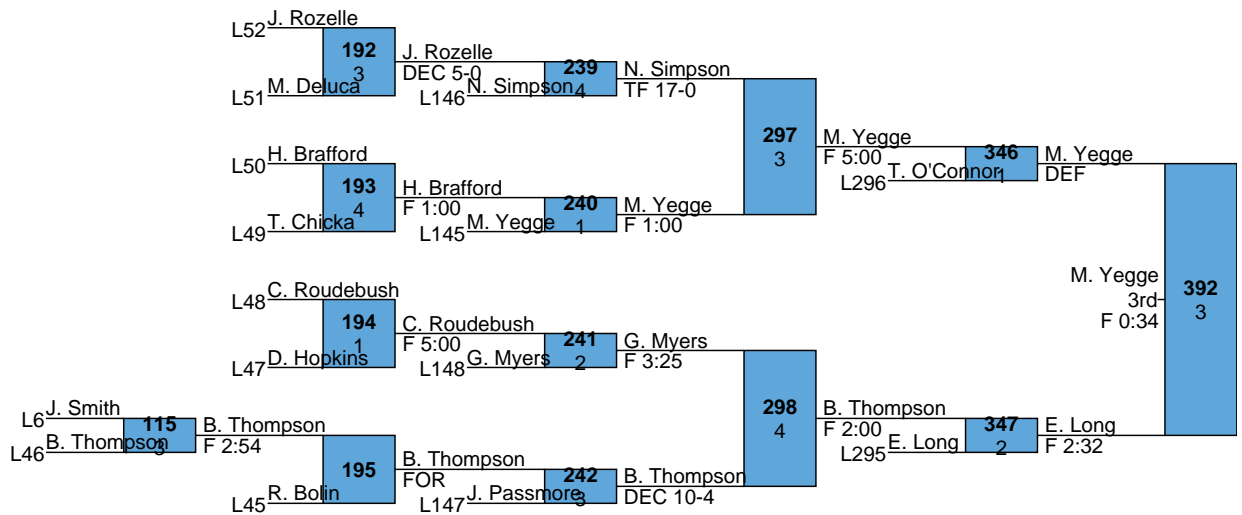 J. Rozelle
L52
192
3
J. Rozelle
DEC 5-0
M. Deluca
L51
239
4
N. Simpson
L146
N. Simpson
TF 17-0
297
3
H. Brafford
L50
193
4
H. Brafford
F 1:00
T. Chicka
L49
240
1
M. Yegge
L145
M. Yegge
F 1:00
M. Yegge
F 5:00
346
1
T. O'Connor
L296
M. Yegge
DEF
M. Yegge
3rd
F 0:34
392
3
C. Roudebush
L48
194
1
C. Roudebush
F 5:00
D. Hopkins
L47
241
2
G. Myers
L148
G. Myers
F 3:25
298
4
J. Smith
L6
115
3
B. Thompson
L46
B. Thompson
F 2:54
195
R. Bolin
L45
B. Thompson
FOR
242
3
J. Passmore
L147
B. Thompson
DEC 10-4
B. Thompson
F 2:00
347
2
E. Long
L295
E. Long
F 2:32